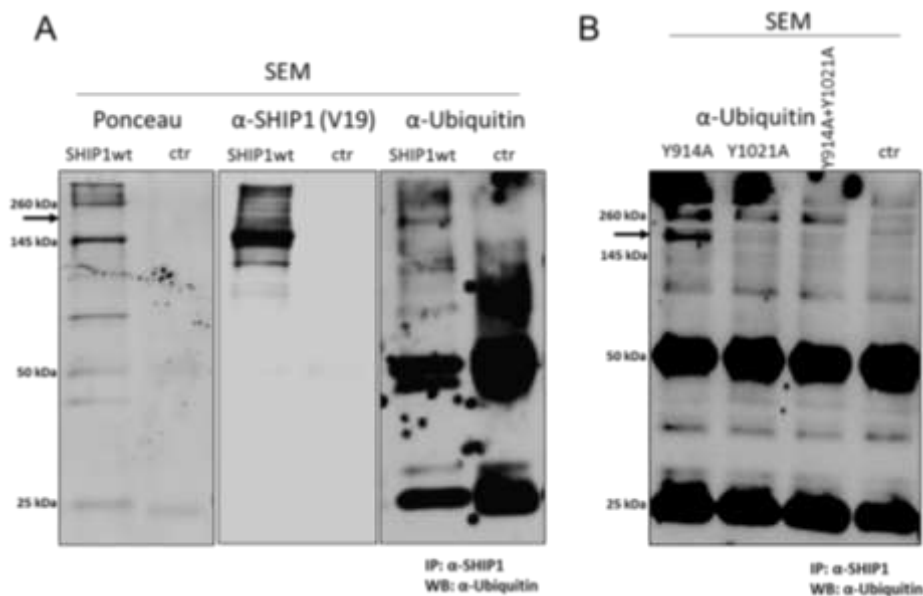 A
SEM
Ponceau α-SHIP1 (V19) α-Ubiquitin
SHIP1wt ctr SHIP1wt ctr SHIP1wt ctr
260 kDa
145 kDa
50 kDa
25 kDa
IP: α-SHIP1
WB: α-Ubiquitin
B
SEM
α-Ubiquitin
Y914A Y1021A Y914A+Y1021A ctr
260 kDa
145 kDa
50 kDa
25 kDa
IP: α-SHIP1
WB: α-Ubiquitin